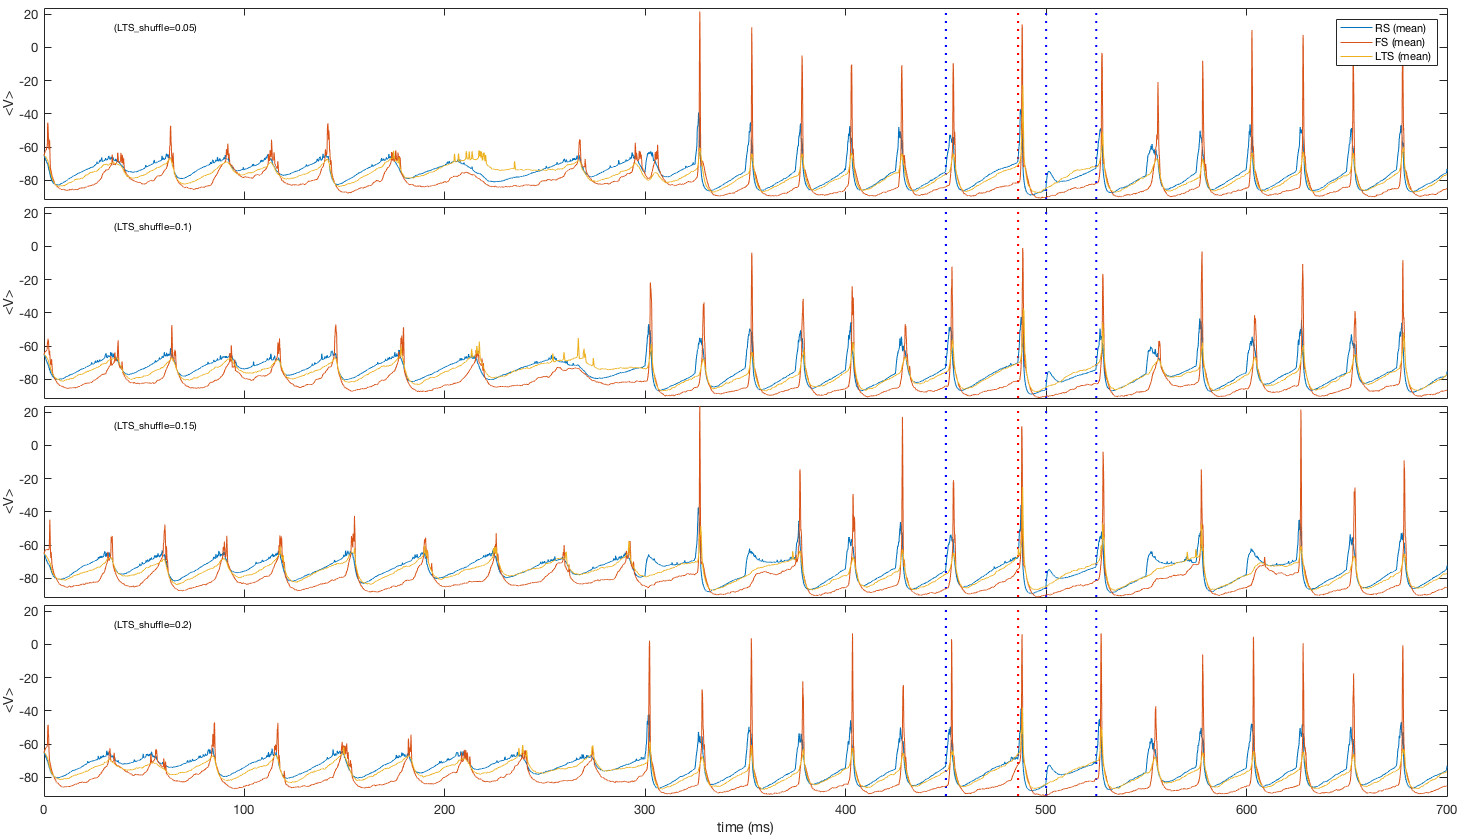 20
0
-20
-40
-60
-80
<V>
(LTS_shuffle=0.05)
RS (mean)
FS (mean)
LTS (mean)
20
0
-20
-40
-60
-80
<V>
(LTS_shuffle=0.1)
20
0
-20
-40
-60
-80
<V>
(LTS_shuffle=0.15)
20
0
-20
-40
-60
-80
<V>
(LTS_shuffle=0.2)
0 100 200 300 400 500 600 700
time (ms)